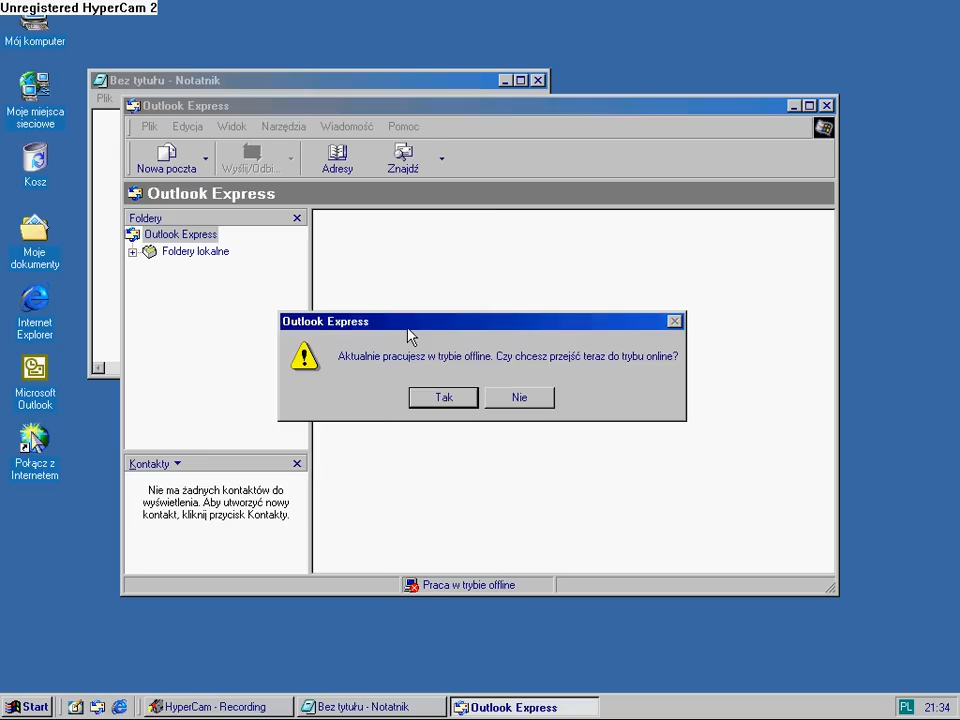 Unregistered HyperCam 2
Mój komputer
Moje miejsca
sieciowe
Kosz
Moje
dokumenty
Internet
Explorer
Microsoft
Outlook
Połącz z
Internetem
Bez tytułu - Notatnik
Plik
Outlook Express
Plik Edycja Widok Narzędzia Wiadomość Pomoc
Nowa poczta Wyślij/Odbi... Adresy Znajdź
Outlook Express
Foldery
Outlook Express
Foldery lokalne
Outlook Express
Aktualnie pracujesz w trybie offline. Czy chcesz przejść teraz do trybu online?
Tak Nie
Kontakty
Nie ma żadnych kontaktów do
wyświetlenia. Aby utworzyć nowy
kontakt, kliknij przycisk Kontakty.
Praca w trybie offline
Start HyperCam - Recording Bez tytułu - Notatnik Outlook Express PL 21:34